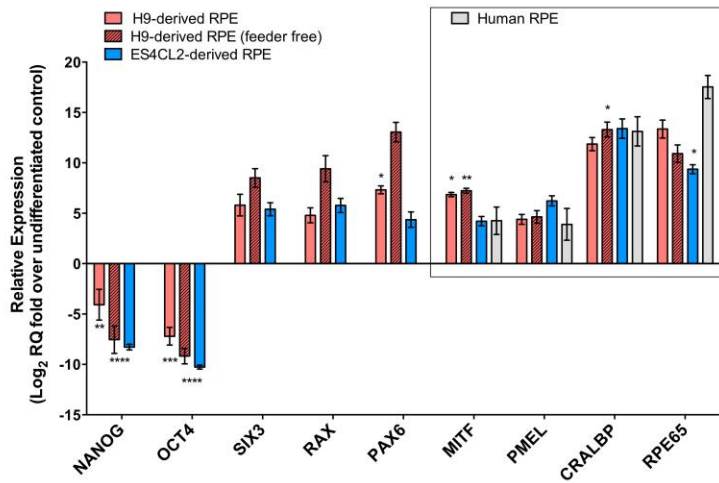 H9-derived RPE
H9-derived RPE (feeder free)
ES4CL2-derived RPE
Human RPE
Relative Expression
(Log2 RQ fold over undifferentiated control)
20
15
10
5
0
-5
-10
-15
*
*
**
*
*
**
****
***
****
NANOG
OCT4
SIX3
RAX
PAX6
MITF
PMEL
CRALBP
RPE65